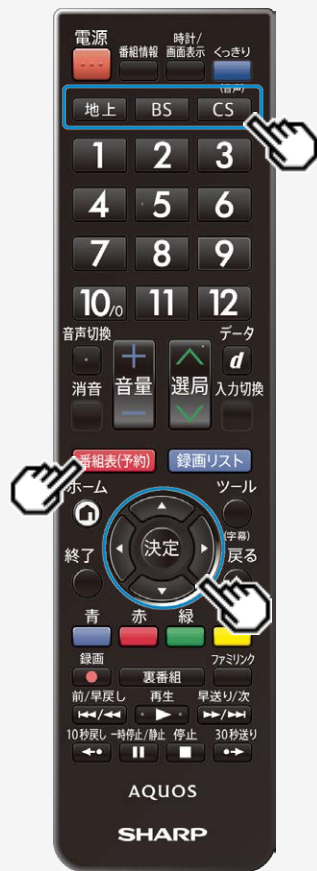 電源
番組情報
時計/
画面表示
くっきり
(音声)
地上 BS CS
1 2 3
4 5 6
7 8 9
10/0 11 12
音声切換 データ
+ d
消音 音量 選局 入力切換
−
番組表(予約) 録画リスト
ホーム ツール
(字幕)
終了 決定 戻る
青 赤 緑
録画 裏番組 ファミリンク
前/早戻し 再生 早送り/次
10秒戻し 一時停止/静止 停止 30秒送り
AQUOS
SHARP